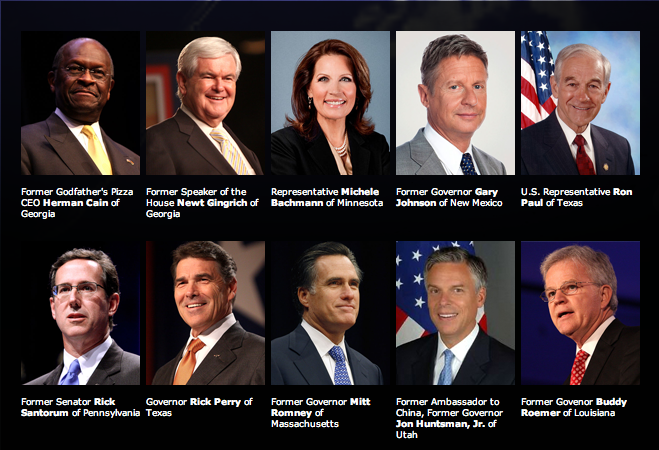 Former Godfather's Pizza
CEO Herman Cain of
Georgia
Former Speaker of the
House Newt Gingrich of
Georgia
Representative Michele
Bachmann of Minnesota
Former Governor Gary
Johnson of New Mexico
U.S. Representative Ron
Paul of Texas
Former Senator Rick
Santorum of Pennsylvania
Governor Rick Perry of
Texas
Former Governor Mitt
Romney of
Massachusetts
Former Ambassador to
China, Former Governor
Jon Huntsman, Jr. of
Utah
Former Govenor Buddy
Roemer of Louisiana